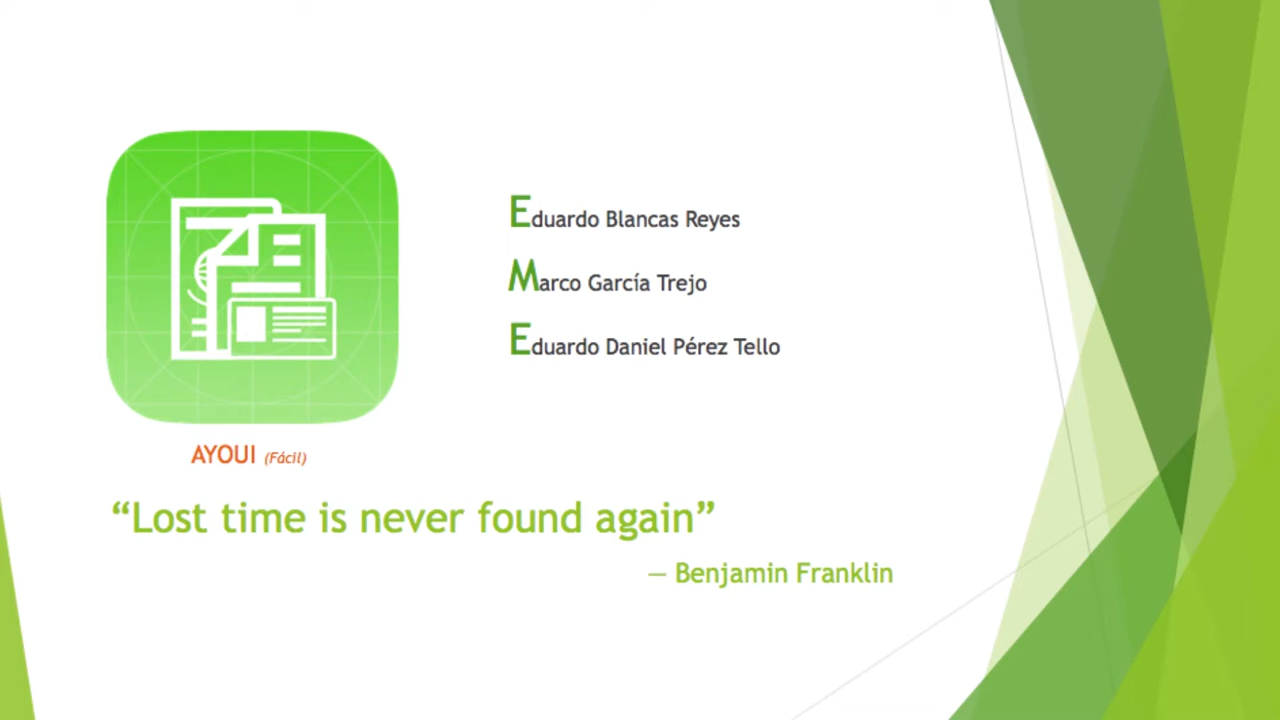 Eduardo Blancas Reyes
Marco García Trejo
Eduardo Daniel Pérez Tello
AYOUI (Fácil)
“Lost time is never found again”
— Benjamin Franklin